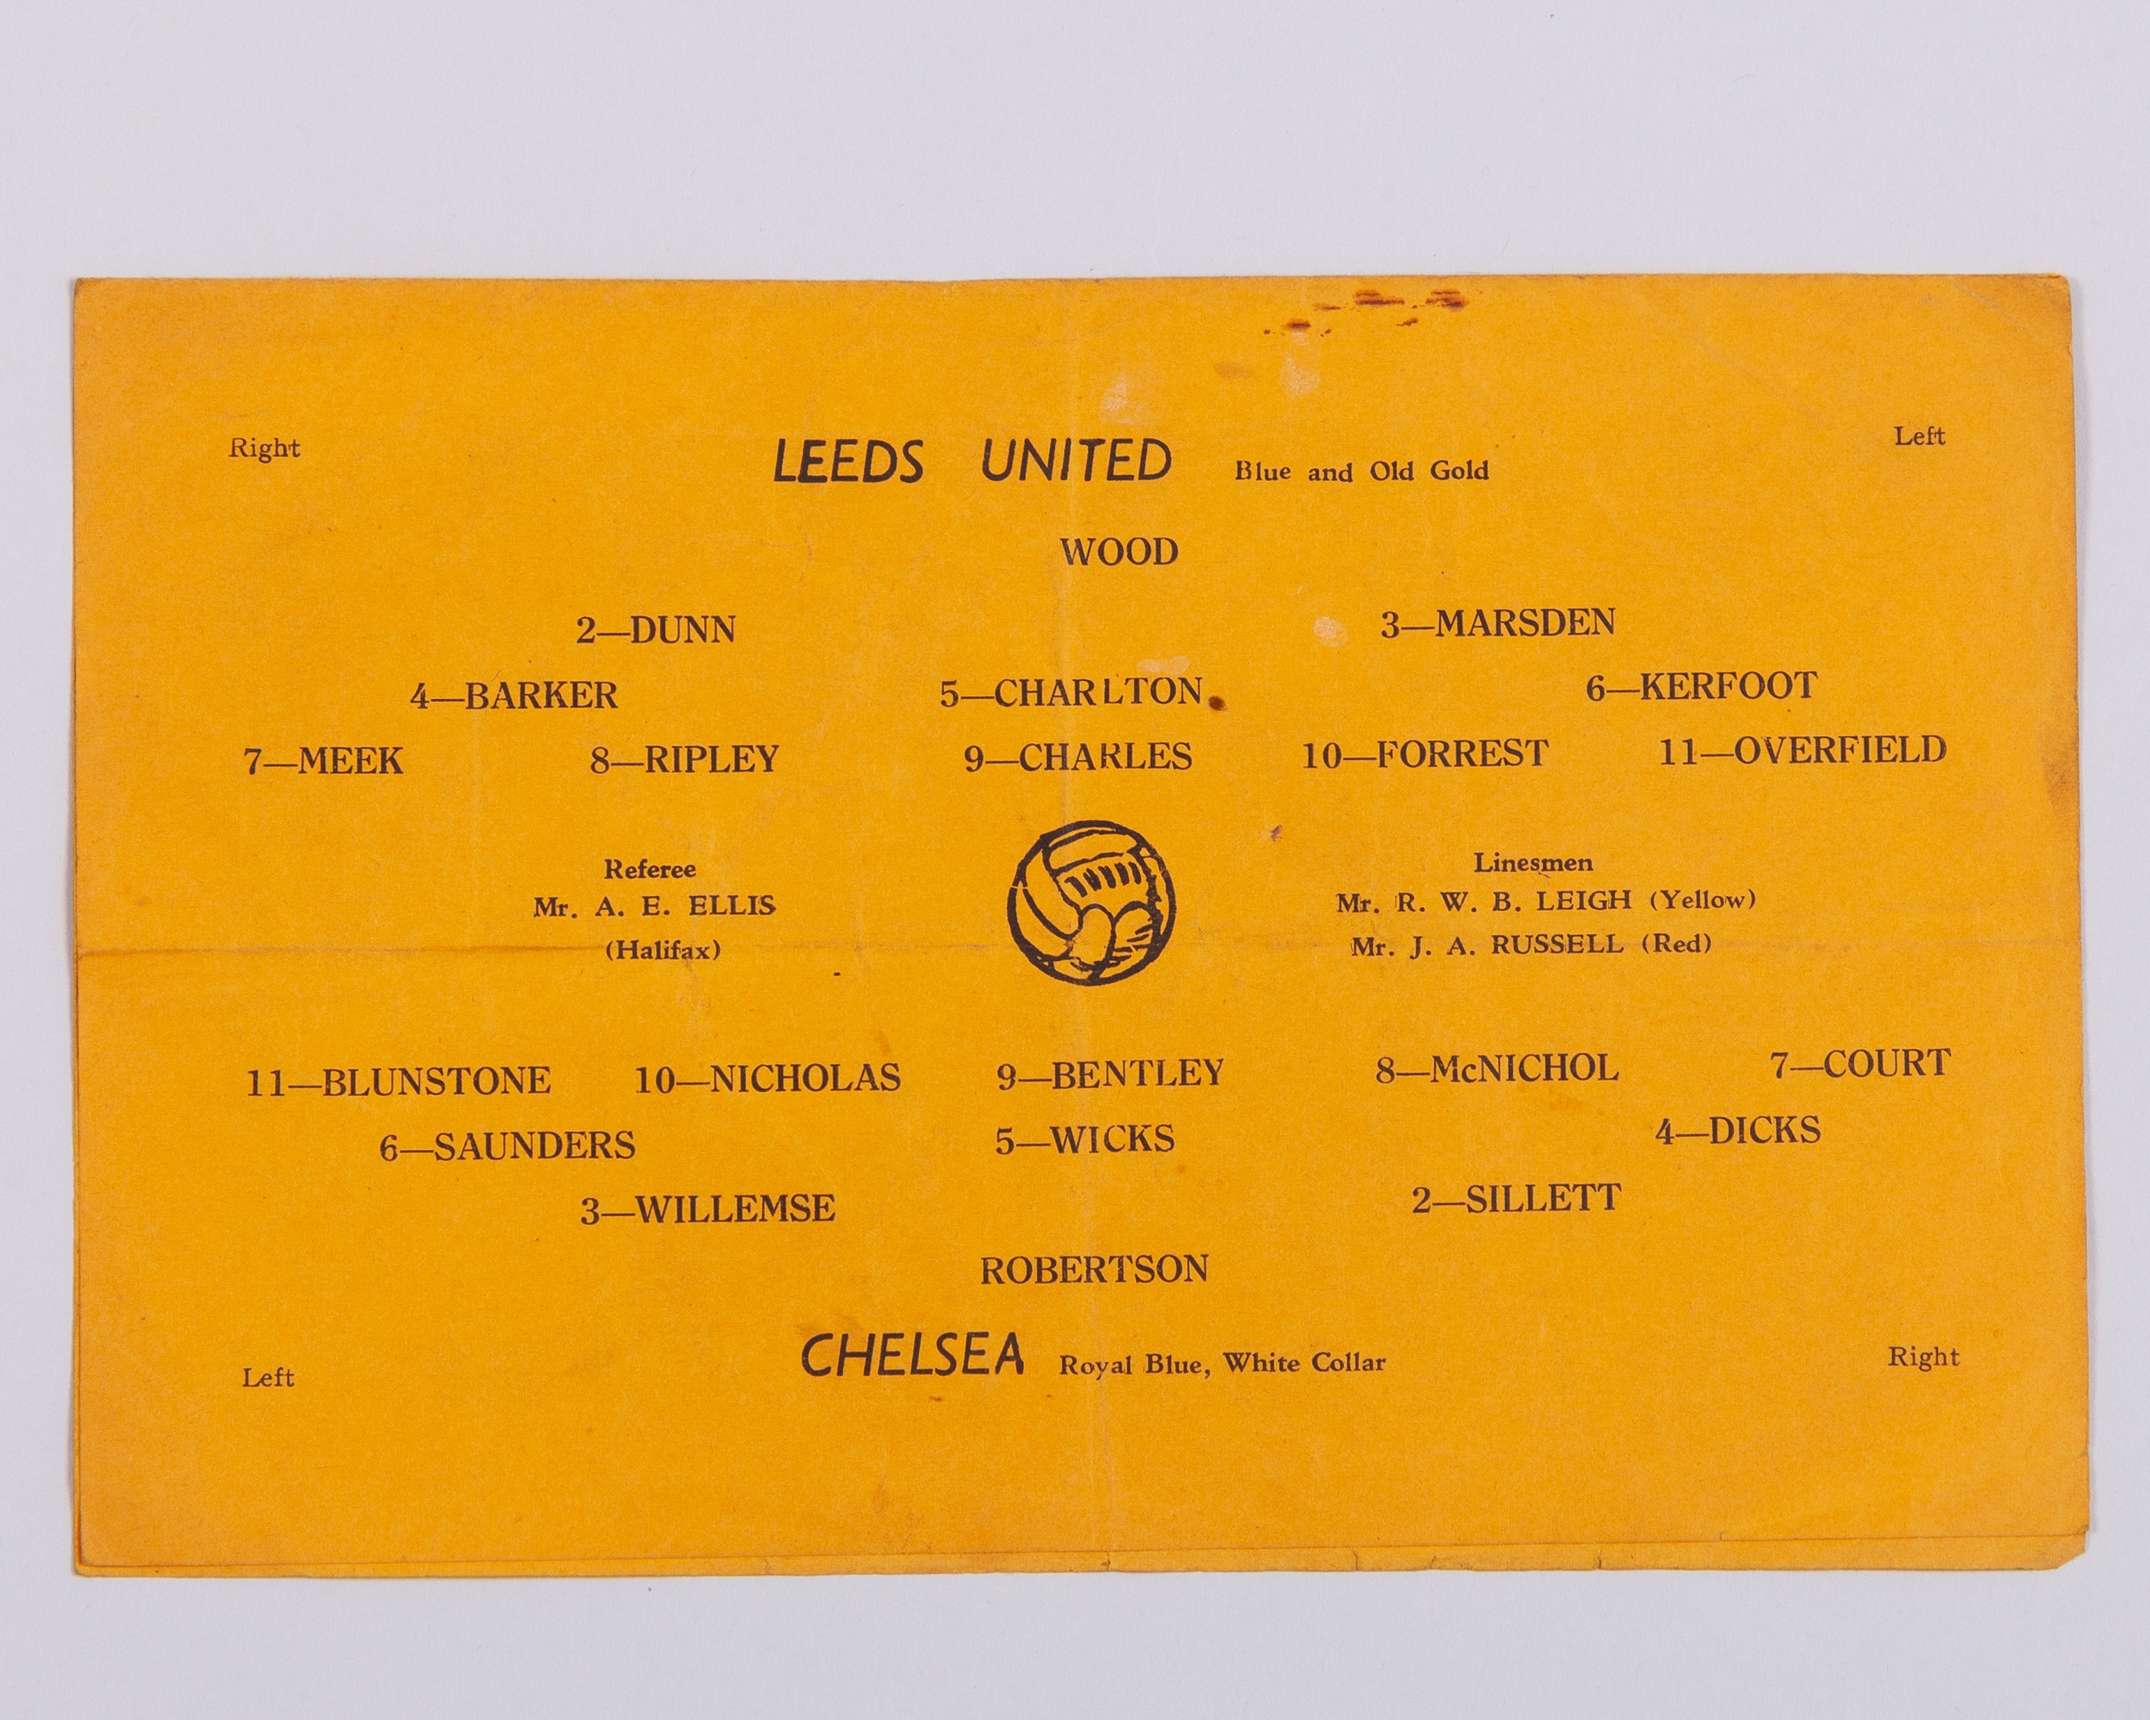 Right LEEDS UNITED Blue and Old Gold Left
WOOD
2—DUNN 3—MARSDEN
4—BARKER 5—CHARLTON 6—KERFOOT
7—MEEK 8—RIPLEY 9—CHARLES 10—FORREST 11—OVERFIELD
Referee
Mr. A. E. ELLIS
(Halifax)
Linesmen
Mr. R. W. B. LEIGH (Yellow)
Mr. J. A. RUSSELL (Red)
11—BLUNSTONE 10—NICHOLAS 9—BENTLEY 8—McNICHOL 7—COURT
6—SAUNDERS 5—WICKS 4—DICKS
3—WILLEMSE 2—SILLETT
ROBERTSON
Left CHELSEA Royal Blue, White Collar Right